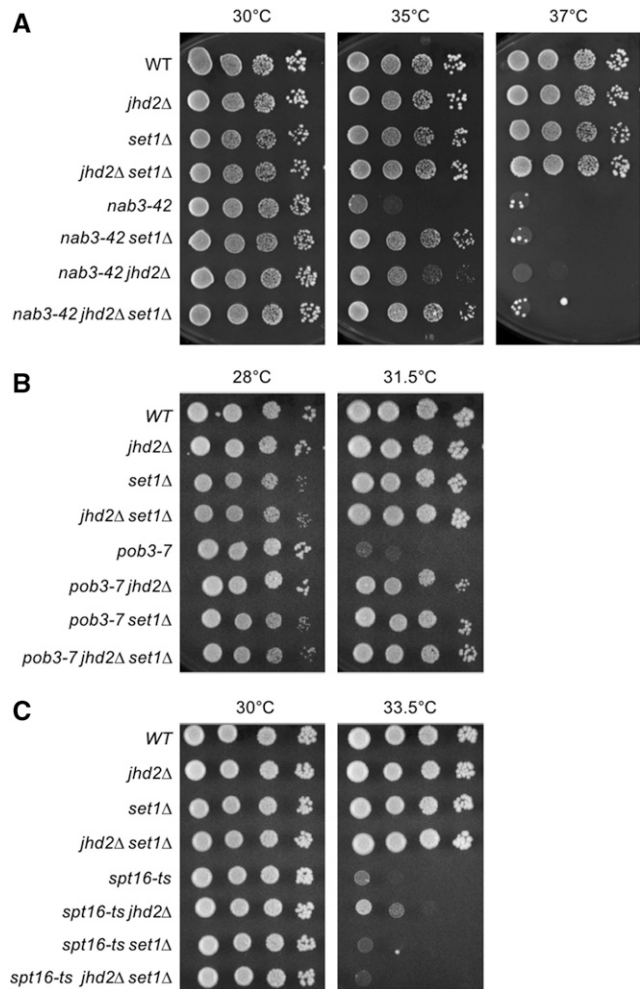 A
30°C 35°C 37°C
WT
jhd2Δ
set1Δ
jhd2Δ set1Δ
nab3-42
nab3-42 set1Δ
nab3-42 jhd2Δ
nab3-42 jhd2Δ set1Δ
B
28°C 31.5°C
WT
jhd2Δ
set1Δ
jhd2Δ set1Δ
pob3-7
pob3-7 jhd2Δ
pob3-7 set1Δ
pob3-7 jhd2Δ set1Δ
C
30°C 33.5°C
WT
jhd2Δ
set1Δ
jhd2Δ set1Δ
spt16-ts
spt16-ts jhd2Δ
spt16-ts set1Δ
spt16-ts jhd2Δ set1Δ